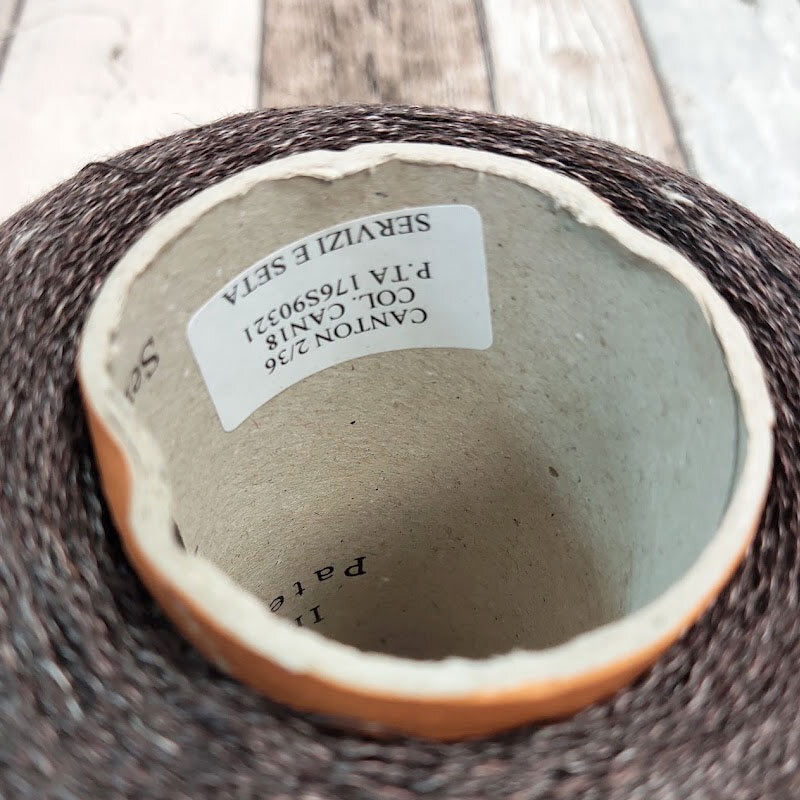 SERVIZI E SETA
P.TA 176S90321
COL. CAN18
CANTON 2/36